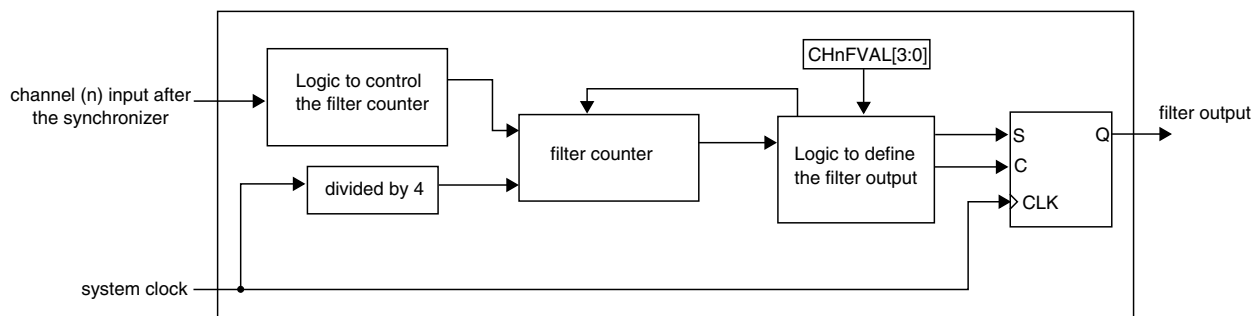 channel (n) input after
the synchronizer
Logic to control
the filter counter
divided by 4
filter counter
CHnFVAL[3:0]
Logic to define
the filter output
S
C
CLK
Q
filter output
system clock